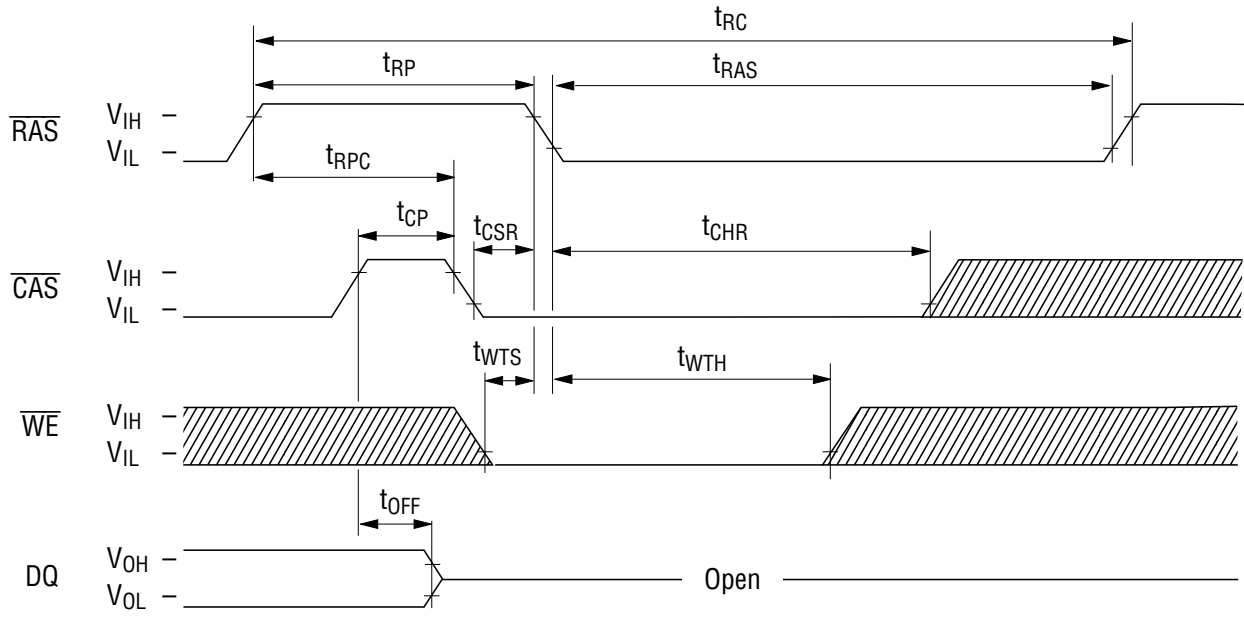 tRC
tRP
tRAS
RAS
VIH
VIL
tRPC
tCP
tCSR
tCHR
CAS
VIH
VIL
tWTS
tWTH
WE
VIH
VIL
tOFF
DQ
VOH
VOL
Open